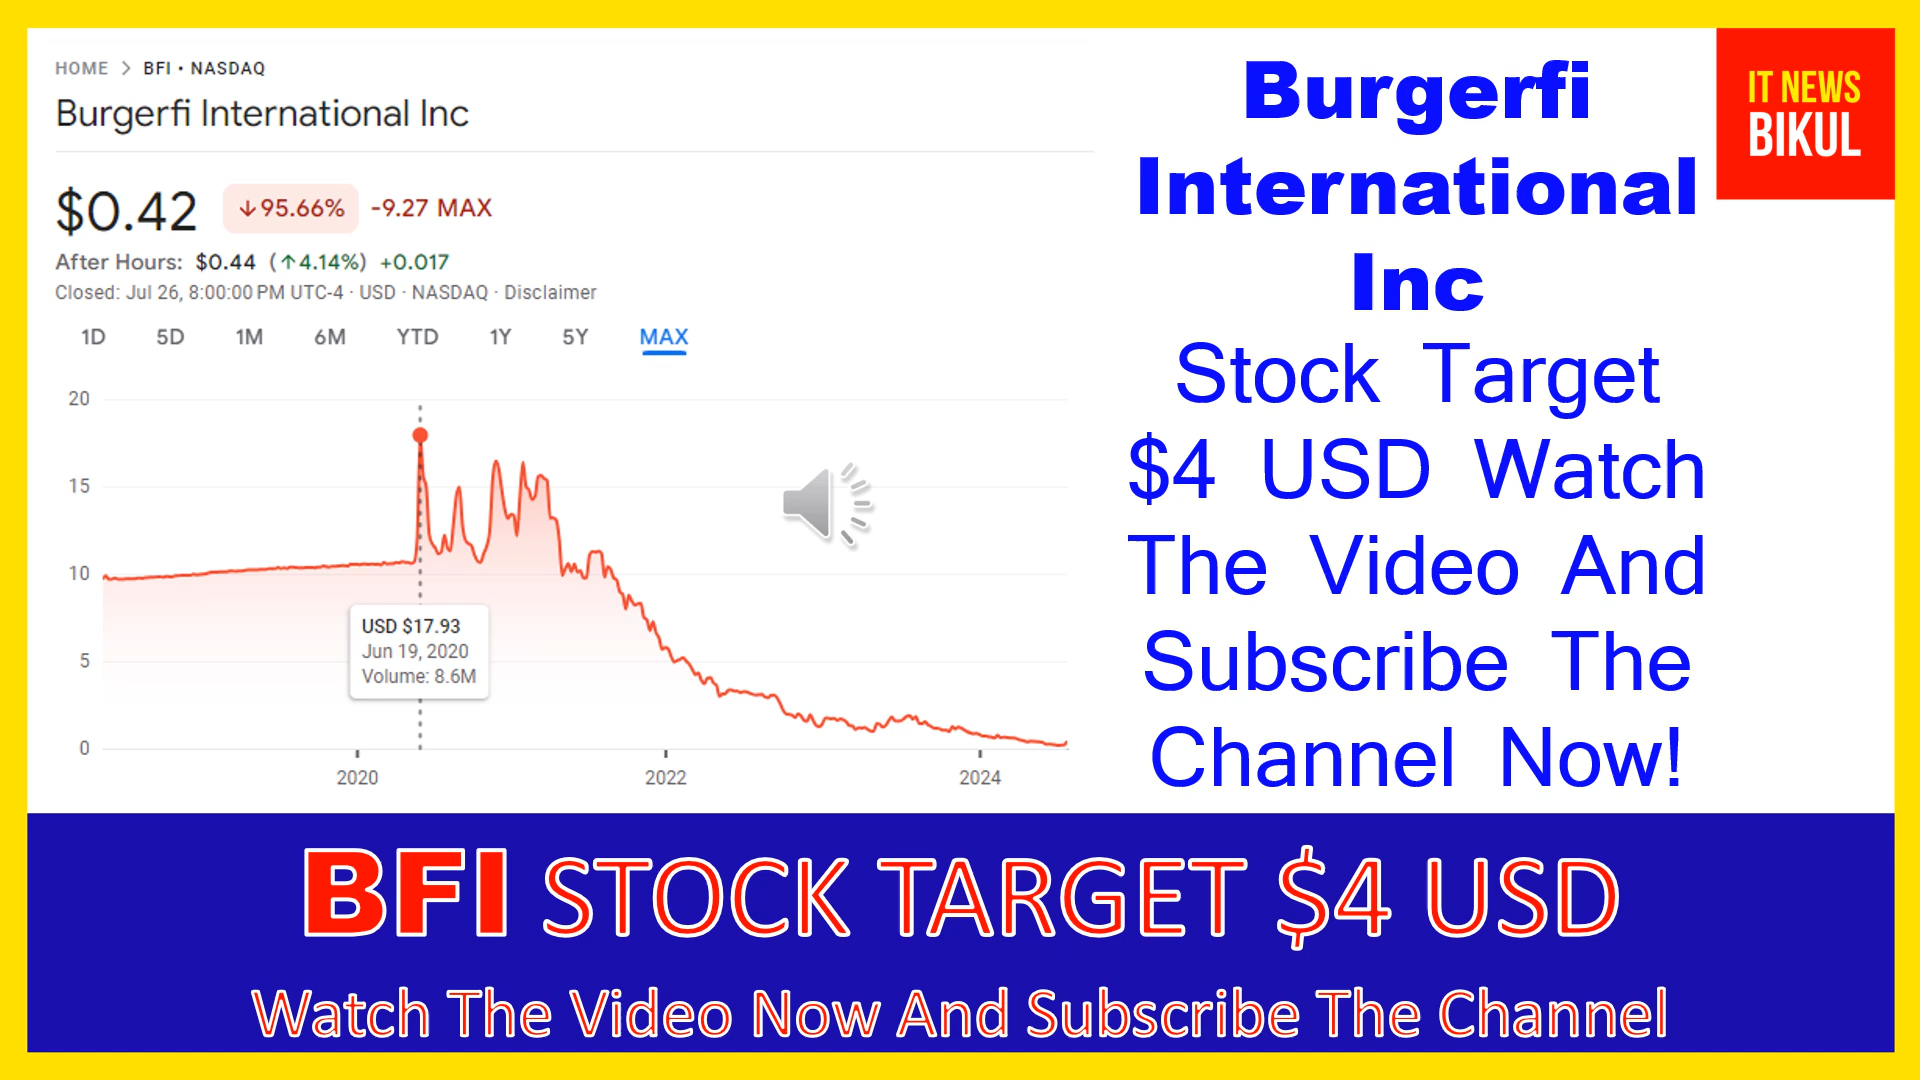 HOME > BFI • NASDAQ
Burgerfi International Inc
$0.42 ↓95.66% -9.27 MAX
After Hours: $0.44 (↑4.14%) +0.017
Closed: Jul 26, 8:00:00 PM UTC-4 · USD · NASDAQ · Disclaimer
1D 5D 1M 6M YTD 1Y 5Y MAX
20
15
10
5
0
USD $17.93
Jun 19, 2020
Volume: 8.6M
2020 2022 2024
Burgerfi
International
Inc
Stock Target
$4 USD Watch
The Video And
Subscribe The
Channel Now!
IT NEWS
BIKUL
BFI STOCK TARGET $4 USD
Watch The Video Now And Subscribe The Channel